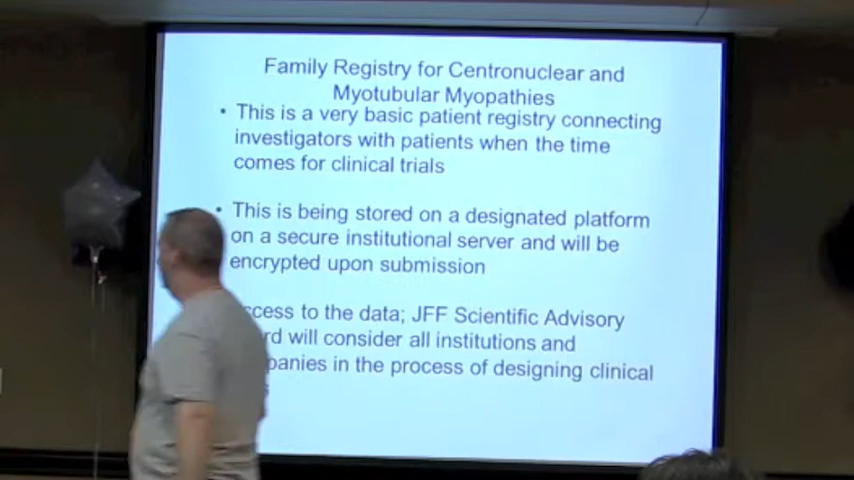 Family Registry for Centronuclear and
Myotubular Myopathies
• This is a very basic patient registry connecting
investigators with patients when the time
comes for clinical trials
• This is being stored on a designated platform
on a secure institutional server and will be
encrypted upon submission
to the data; JFF Scientific Advisory
will consider all institutions and
in the process of designing clinical